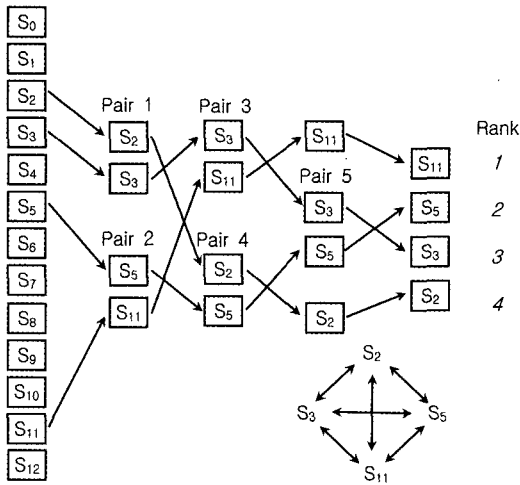 S0
S1
S2
S3
S4
S5
S6
S7
S8
S9
S10
S11
S12
Pair 1
S2
S3
Pair 2
S5
S11
Pair 3
S3
S11
Pair 4
S2
S5
S11
Pair 5
S3
S5
S2
S11
S5
S3
S2
Rank
1
2
3
4
S2
S3
S5
S11